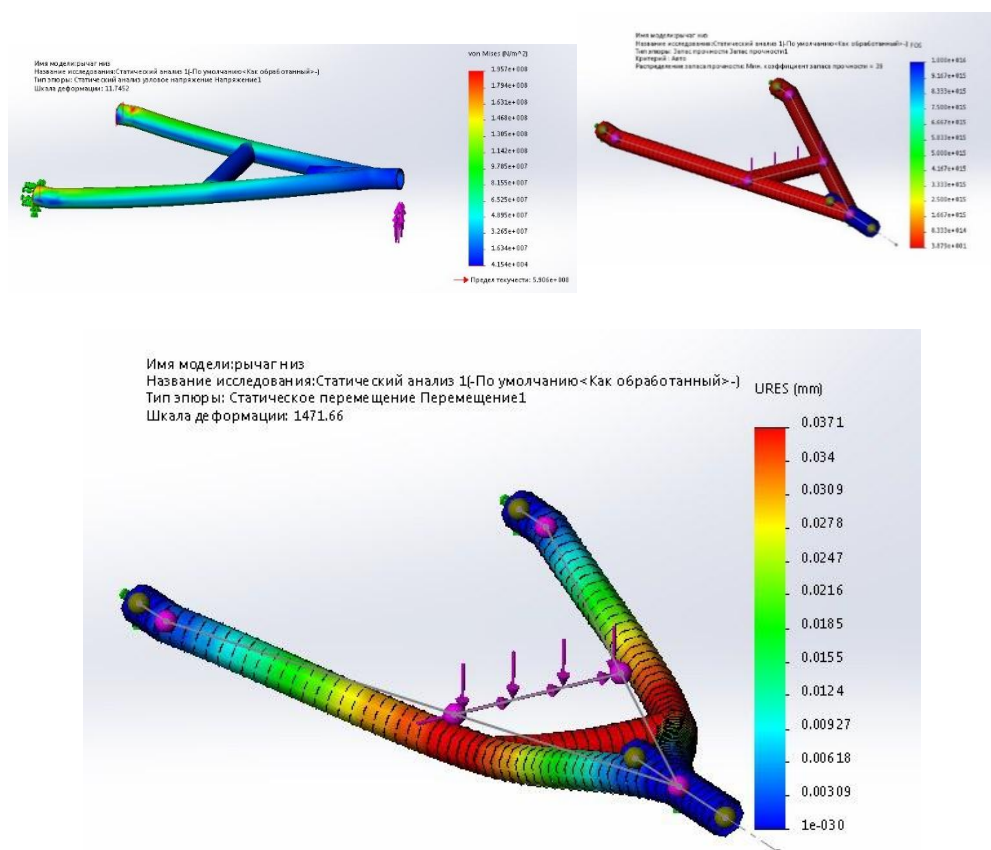 von Mises (N/m^2)
Имя модели:рычаг низ
Название исследования:Статический анализ 1(-По умолчанию<Как обработанный>-)
Тип эпюры: Статический анализ узловое напряжение Напряжение1
Шкала деформации: 11.7452
1.957e+008
1.794e+008
1.631e+008
1.468e+008
1.305e+008
1.142e+008
9.785e+007
8.155e+007
6.525e+007
4.895e+007
3.265e+007
1.634e+007
4.154e+004
Предел текучести: 5.906e+008
Имя модели:рычаг низ
Название исследования:Статический анализ 1(-По умолчанию<Как обработанный>-) FOS
Тип эпюры: Запас прочности Запас прочности1
Критерий : Авто
Распределение запаса прочности: Мин. коэффициент запаса прочности =
1.000e+016
9.167e+015
8.333e+015
7.500e+015
6.667e+015
5.833e+015
5.000e+015
4.167e+015
3.333e+015
2.500e+015
1.667e+015
8.333e+014
Имя модели:рычаг низ
Название исследования:Статический анализ 1(-По умолчанию<Как обработанный>-)
Тип эпюры: Статическое перемещение Перемещение1
Шкала деформации: 1471.66
URES (mm)
0.0371
0.034
0.0309
0.0278
0.0247
0.0216
0.0185
0.0155
0.0124
0.00927
0.00618
0.00309
1e-030